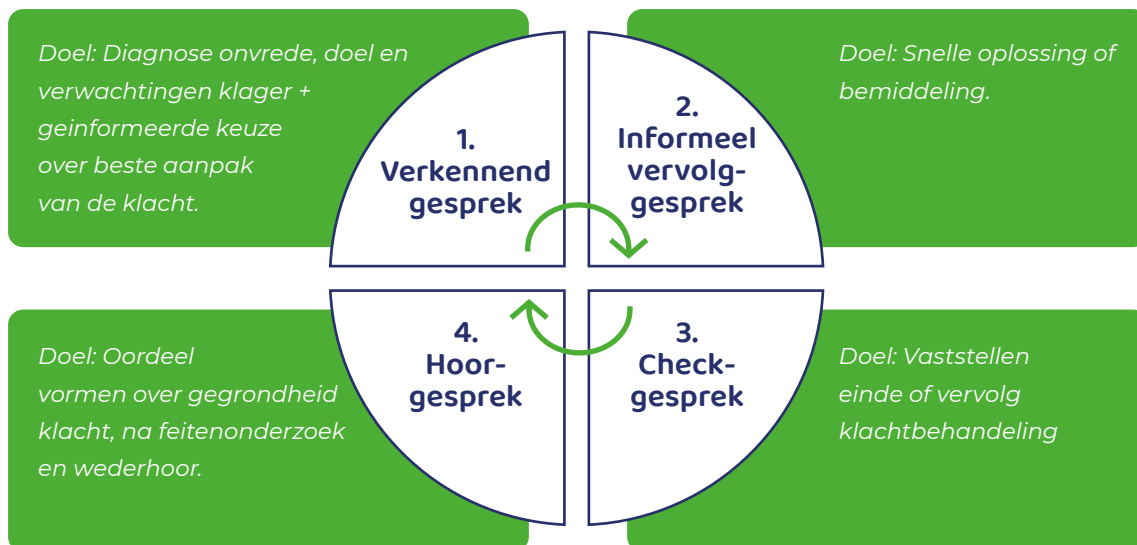 Doel: Diagnose onvrede, doel en
verwachtingen klager +
geinformeerde keuze
over beste aanpak
van de klacht.
1.
Verkennend
gesprek
2.
Informeel
vervolg-
gesprek
Doel: Snelle oplossing of
bemiddeling.
Doel: Oordeel
vormen over gegrondheid
klacht, na feitenonderzoek
en wederhoor.
4.
Hoor-
gesprek
3.
Check-
gesprek
Doel: Vaststellen
einde of vervolg
klachtbehandeling